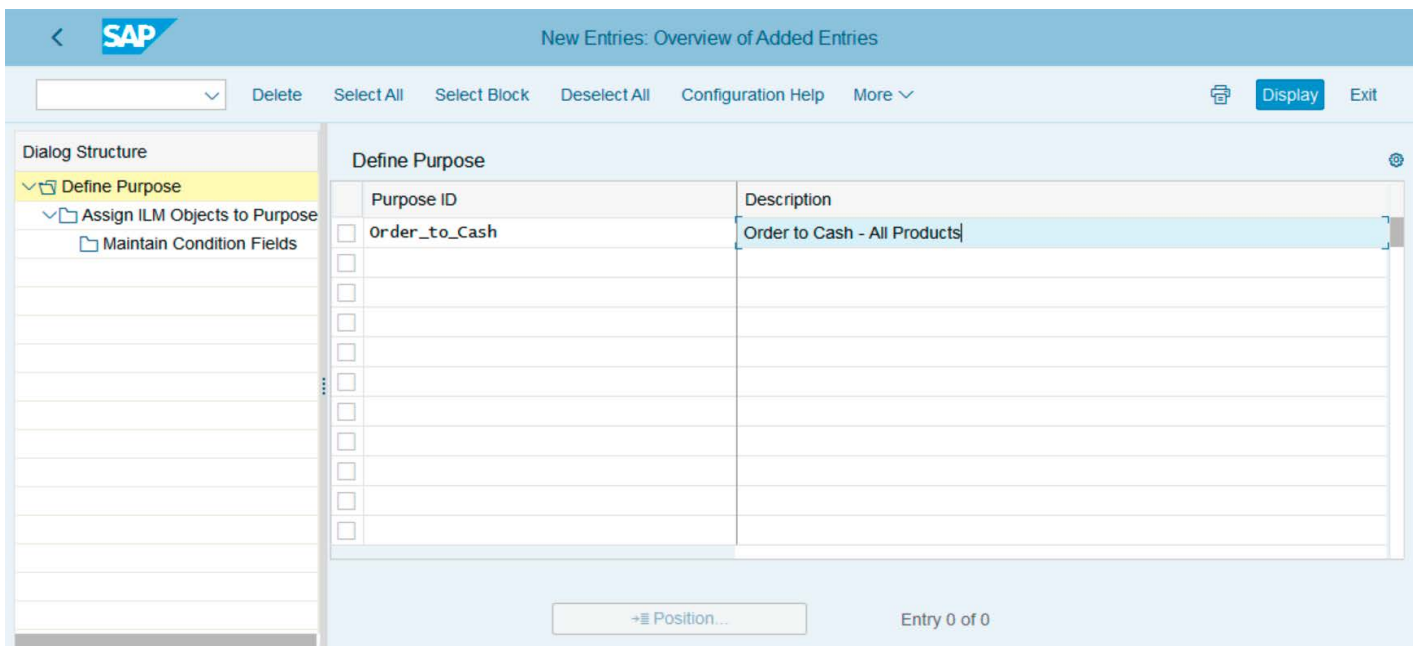 SAP
New Entries: Overview of Added Entries
Delete Select All Select Block Deselect All Configuration Help More Display Exit
Dialog Structure
Define Purpose
Assign ILM Objects to Purpose
Maintain Condition Fields
Define Purpose
Purpose ID Description
Order_to_Cash Order to Cash - All Products
Position... Entry 0 of 0